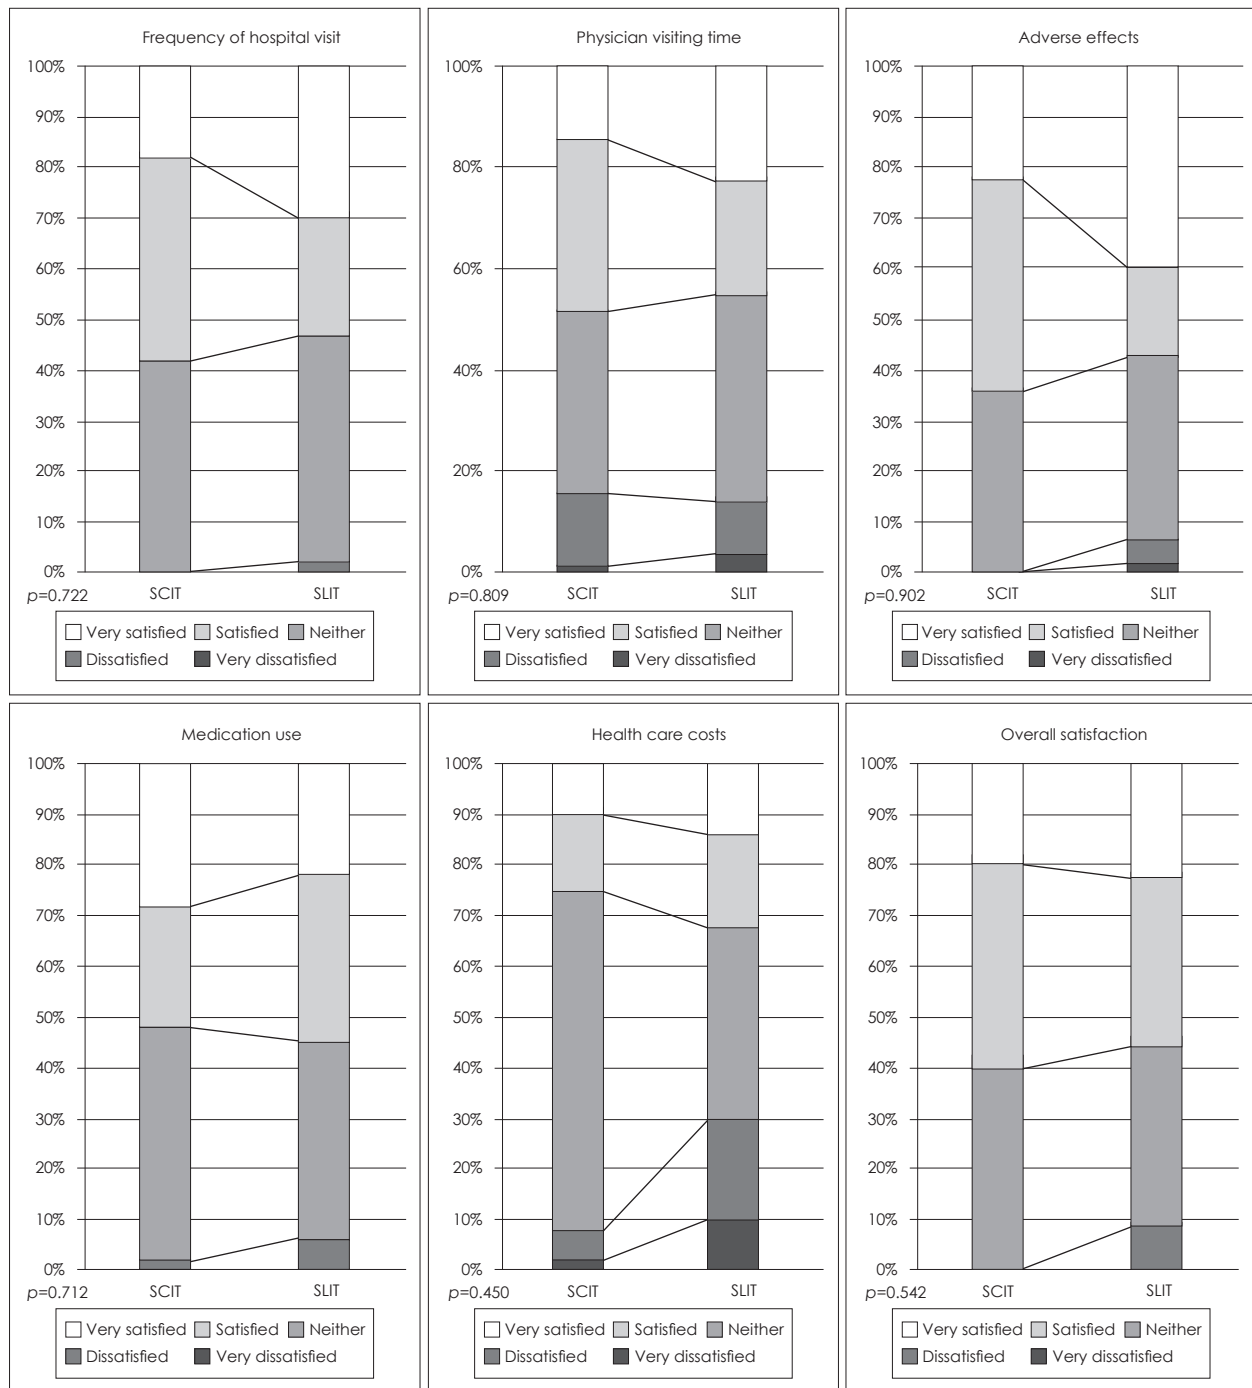 Frequency of hospital visit
100%
90%
80%
70%
60%
50%
40%
30%
20%
10%
0%
p=0.722
SCIT
SLIT
Very satisfied Satisfied Neither
Dissatisfied Very dissatisfied
Physician visiting time
100%
80%
60%
40%
20%
0%
p=0.809
SCIT
SLIT
Very satisfied Satisfied Neither
Dissatisfied Very dissatisfied
Adverse effects
100%
90%
80%
70%
60%
50%
40%
30%
20%
10%
0%
p=0.902
SCIT
SLIT
Very satisfied Satisfied Neither
Dissatisfied Very dissatisfied
Medication use
100%
90%
80%
70%
60%
50%
40%
30%
20%
10%
0%
p=0.712
SCIT
SLIT
Very satisfied Satisfied Neither
Dissatisfied Very dissatisfied
Health care costs
100%
90%
80%
70%
60%
50%
40%
30%
20%
10%
0%
p=0.450
SCIT
SLIT
Very satisfied Satisfied Neither
Dissatisfied Very dissatisfied
Overall satisfaction
100%
90%
80%
70%
60%
50%
40%
30%
20%
10%
0%
p=0.542
SCIT
SLIT
Very satisfied Satisfied Neither
Dissatisfied Very dissatisfied